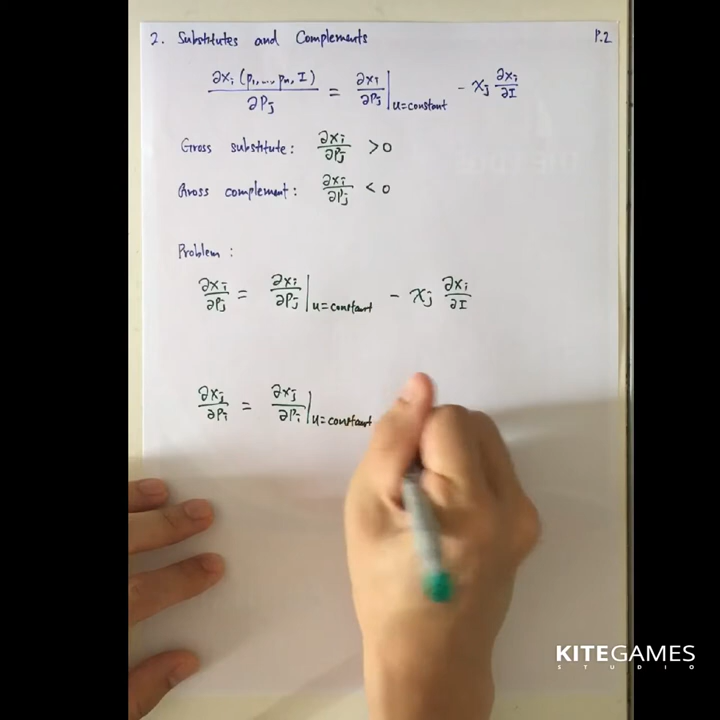 2. Substitutes and Complements P.2
∂xᵢ(p₁,...,pₙ, I)/∂Pⱼ = ∂xᵢ/∂Pⱼ |u=constant - xⱼ ∂xᵢ/∂I
Gross substitute: ∂xᵢ/∂Pⱼ >0
Gross complement: ∂xᵢ/∂Pⱼ < 0
Problem:
∂xᵢ/∂Pⱼ = ∂xᵢ/∂Pⱼ |u=constant - xⱼ ∂xᵢ/∂I
∂xⱼ/∂Pᵢ = ∂xⱼ/∂Pᵢ |u=constant
KITEGAMES
STUDIO